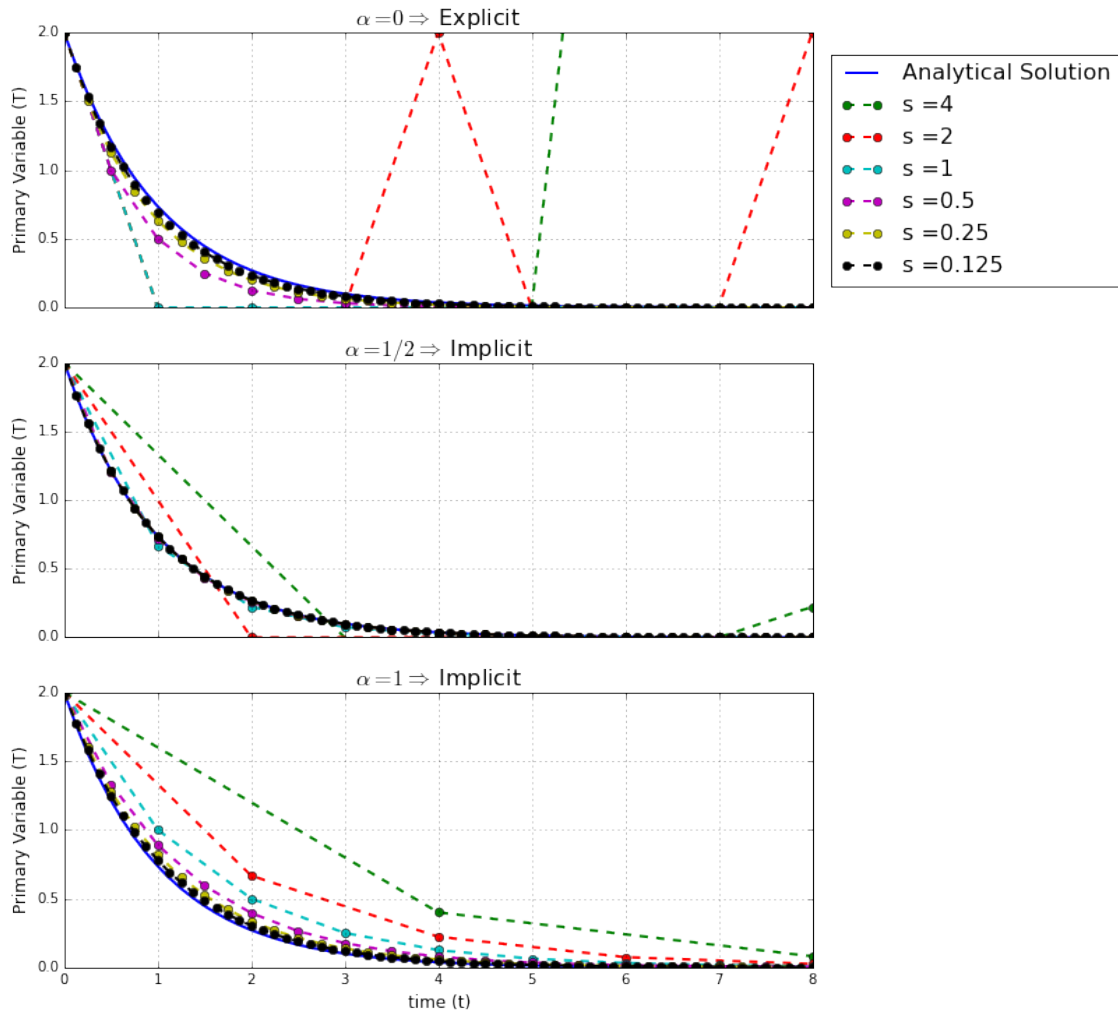 α=0⇒ Explicit
Primary Variable (T)
2.0
1.5
1.0
0.5
0.0
Analytical Solution
s =4
s =2
s =1
s =0.5
s =0.25
s =0.125
α=1/2⇒ Implicit
Primary Variable (T)
2.0
1.5
1.0
0.5
0.0
α=1⇒ Implicit
Primary Variable (T)
2.0
1.5
1.0
0.5
0.0
0 1 2 3 4 5 6 7 8
time (t)